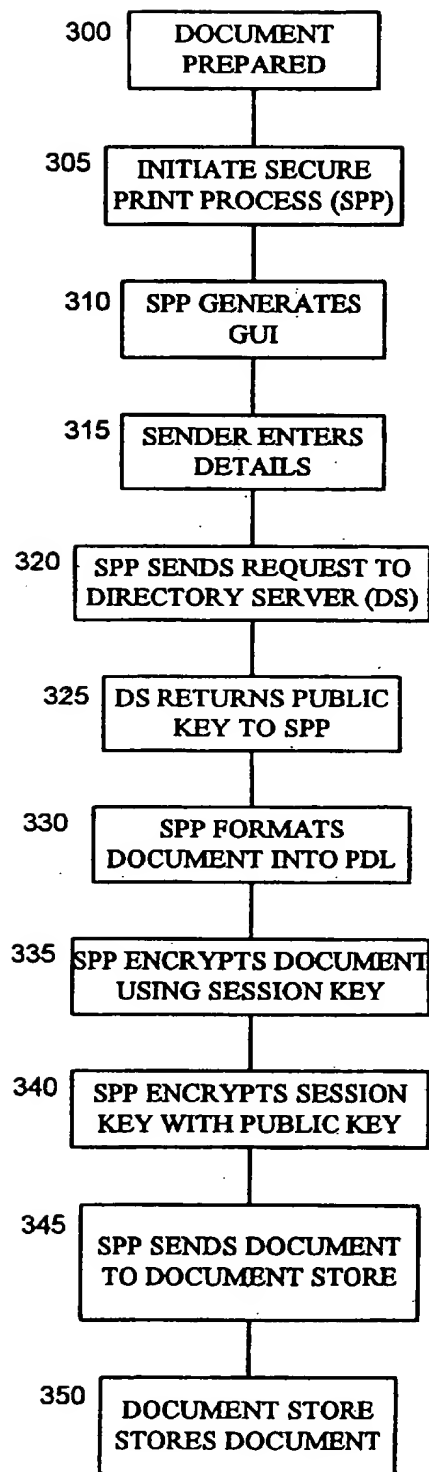 300
DOCUMENT
PREPARED
305
INITIATE SECURE
PRINT PROCESS (SPP)
310
SPP GENERATES
GUI
315
SENDER ENTERS
DETAILS
320
SPP SENDS REQUEST TO
DIRECTORY SERVER (DS)
325
DS RETURNS PUBLIC
KEY TO SPP
330
SPP FORMATS
DOCUMENT INTO PDL
335
SPP ENCRYPTS DOCUMENT
USING SESSION KEY
340
SPP ENCRYPTS SESSION
KEY WITH PUBLIC KEY
345
SPP SENDS DOCUMENT
TO DOCUMENT STORE
350
DOCUMENT STORE
STORES DOCUMENT